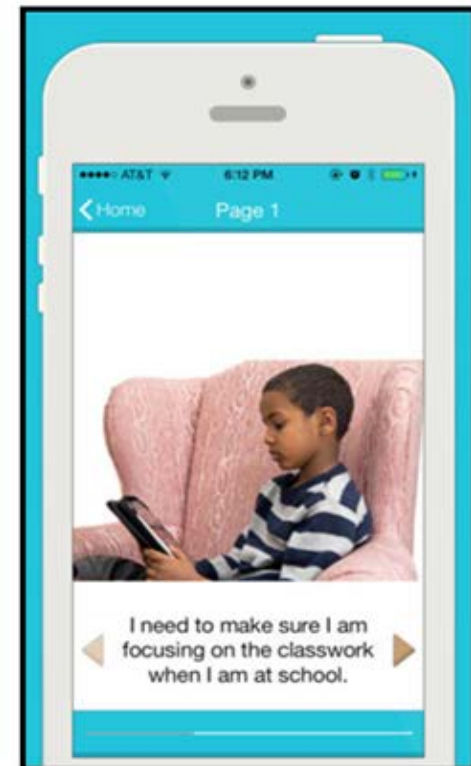 AT&T 6:12 PM
Home Page 1
I need to make sure I am
focusing on the classwork
when I am at school.